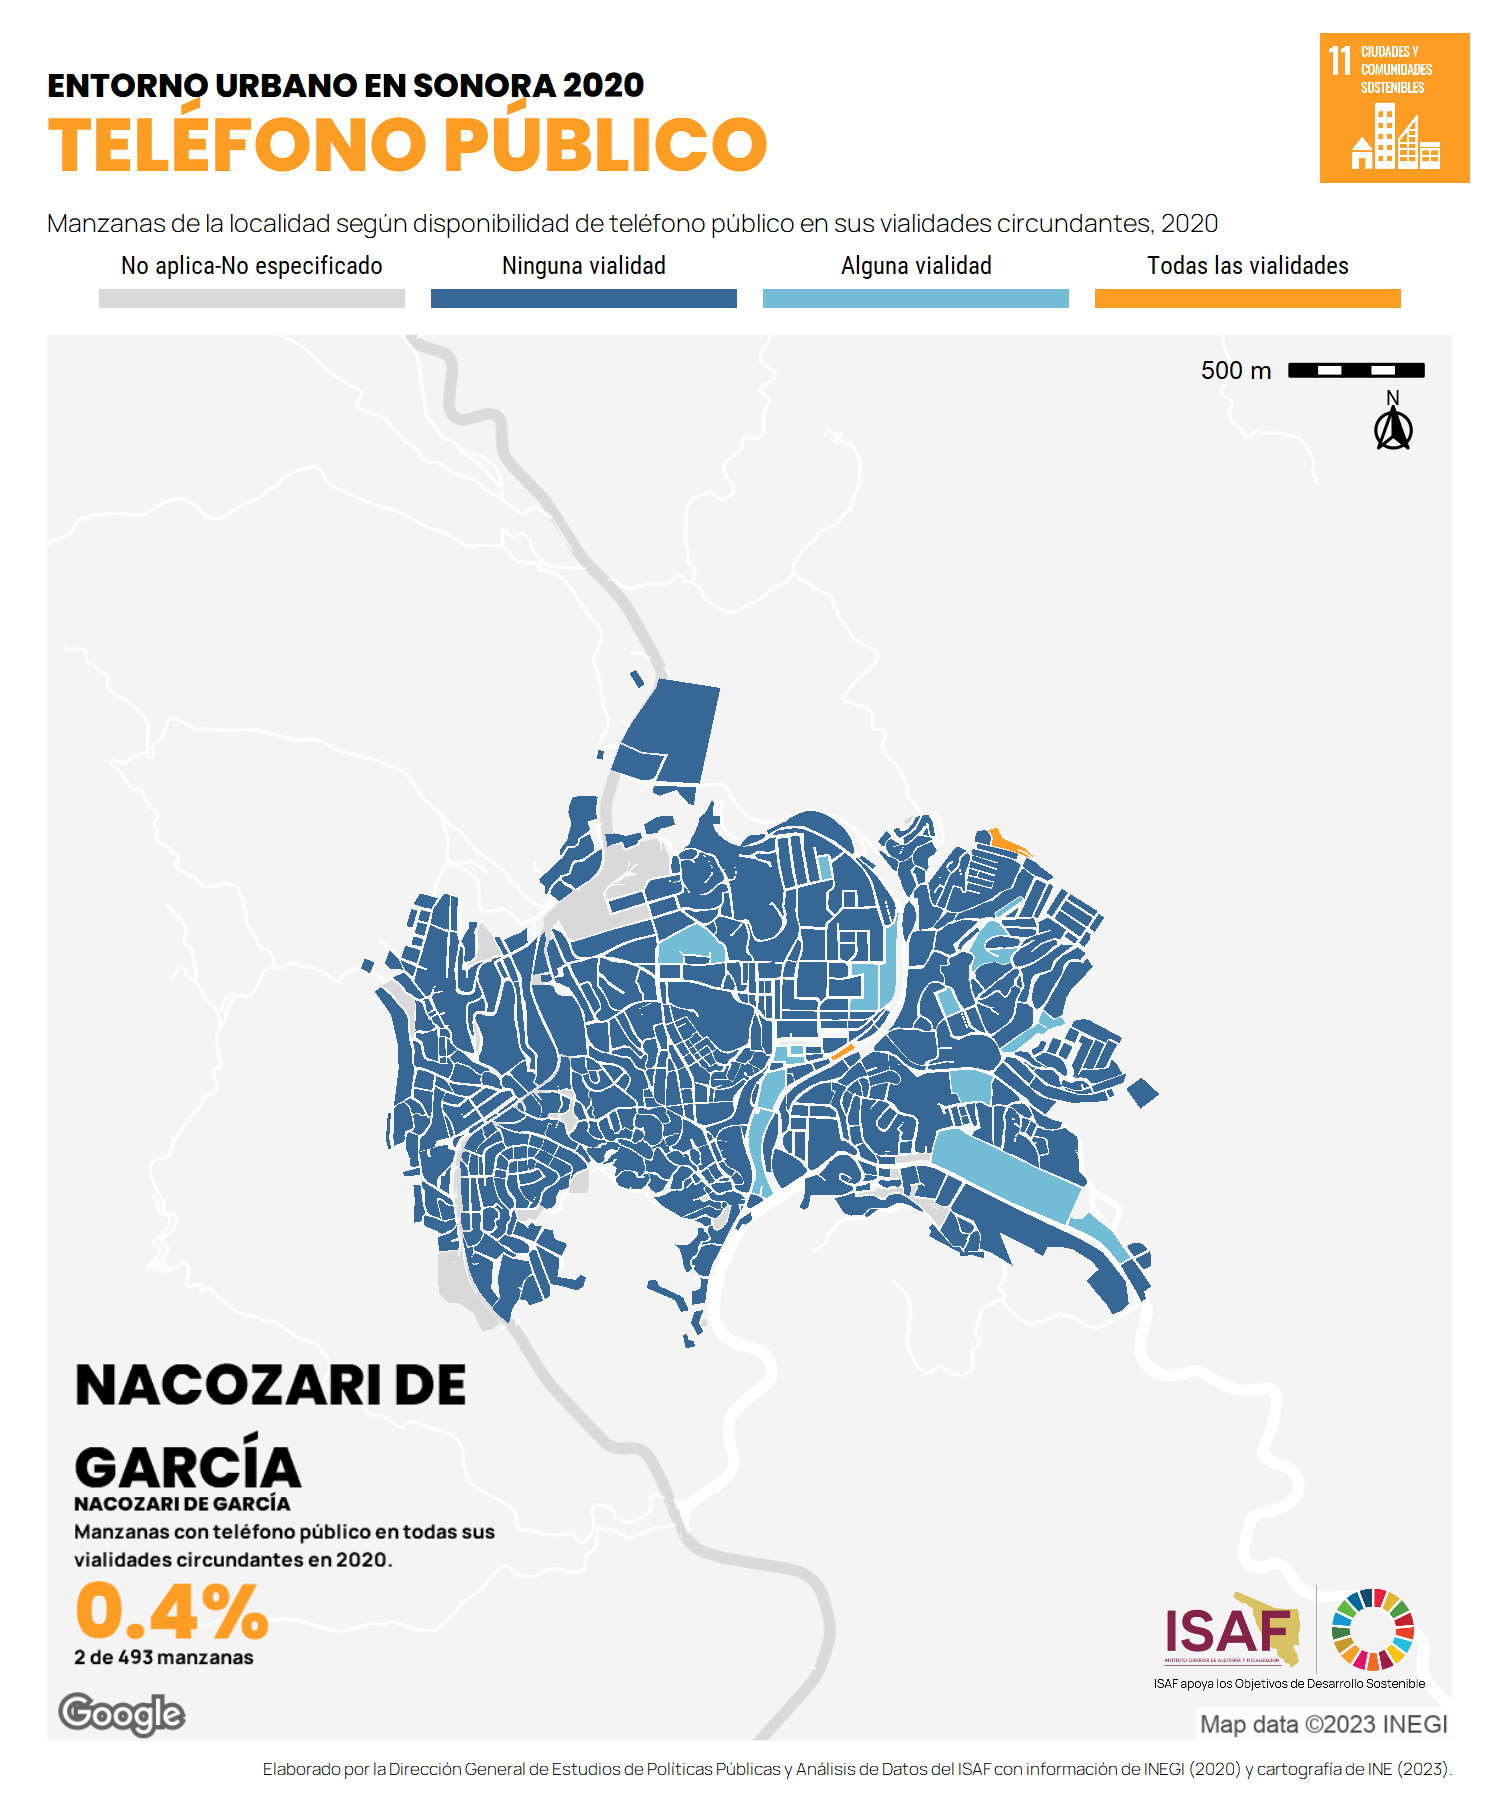 ENTORNO URBANO EN SONORA 2020
TELÉFONO PÚBLICO
11 CIUDADES Y
COMUNIDADES
SOSTENIBLES
Manzanas de la localidad según disponibilidad de teléfono público en sus vialidades circundantes, 2020
No aplica-No especificado
Ninguna vialidad
Alguna vialidad
Todas las vialidades
500 m
N
NACOZARI DE
GARCÍA
NACOZARI DE GARCÍA
Manzanas con teléfono público en todas sus
vialidades circundantes en 2020.
0.4%
2 de 493 manzanas
Google
ISAF
INSTITUTO SUPERIOR DE AUDITORÍA Y FISCALIZACIÓN
ISAF apoya los Objetivos de Desarrollo Sostenible
Map data ©2023 INEGI
Elaborado por la Dirección General de Estudios de Políticas Públicas y Análisis de Datos del ISAF con información de INEGI (2020) y cartografía de INE (2023).